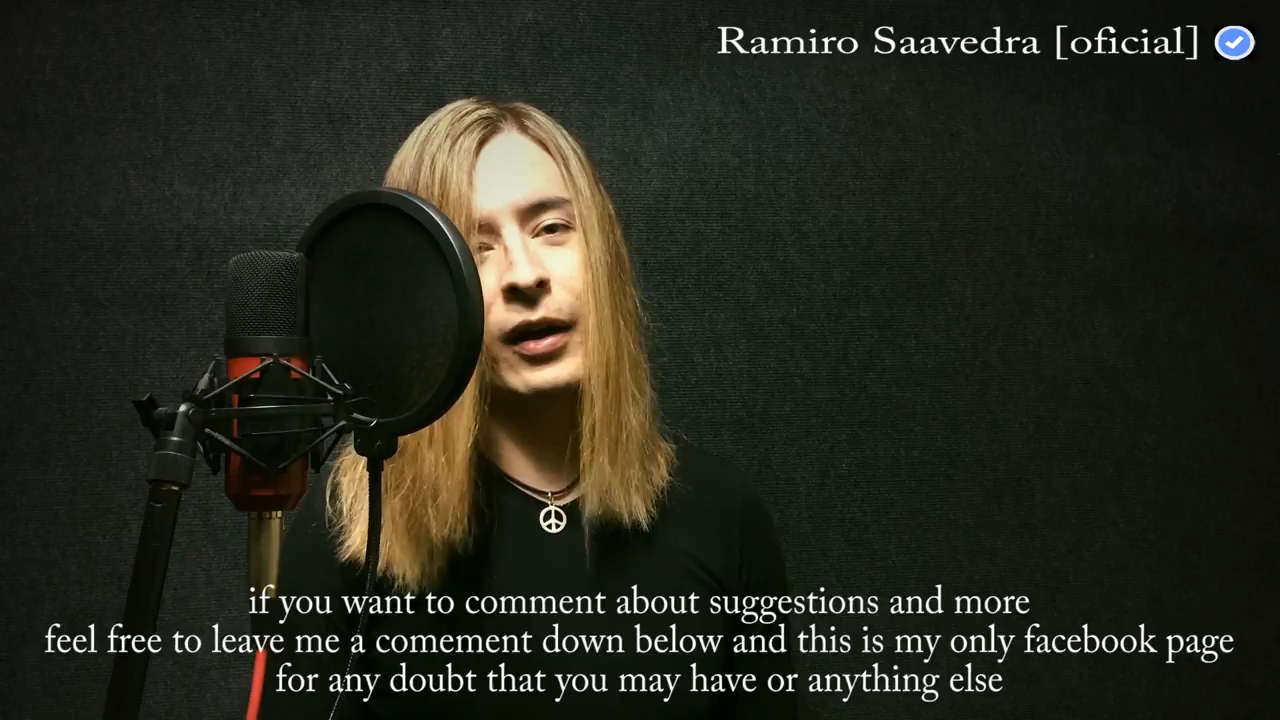 Ramiro Saavedra [oficial]
if you want to comment about suggestions and more
feel free to leave me a comement down below and this is my only facebook page
for any doubt that you may have or anything else